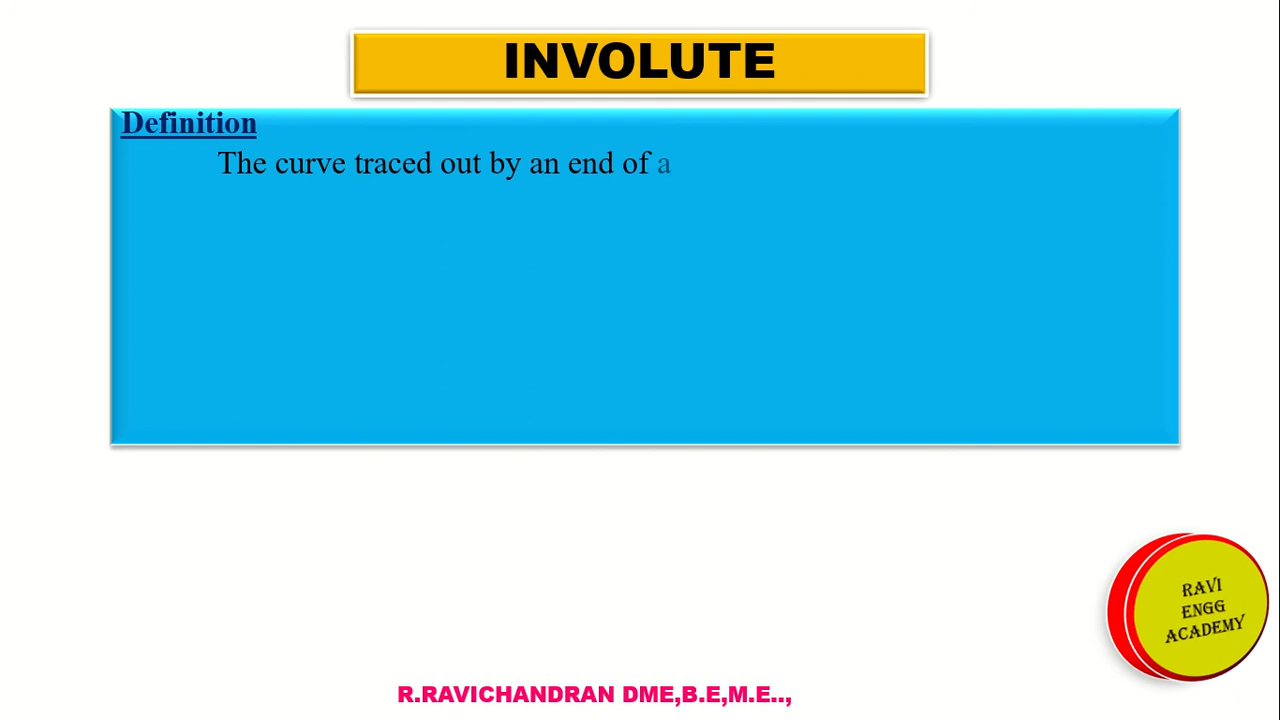 INVOLUTE
Definition
The curve traced out by an end of a
RAVI
ENGG
ACADEMY
R.RAVICHANDRAN DME,B.E,M.E..,